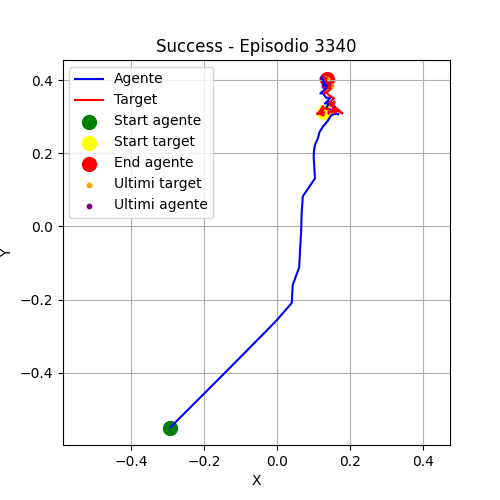 Success - Episodio 3340
Agente
Target
Start agente
Start target
End agente
Ultimi target
Ultimi agente
0.4
0.2
0.0
−0.2
−0.4
Y
−0.4
−0.2
0.0
0.2
0.4
X